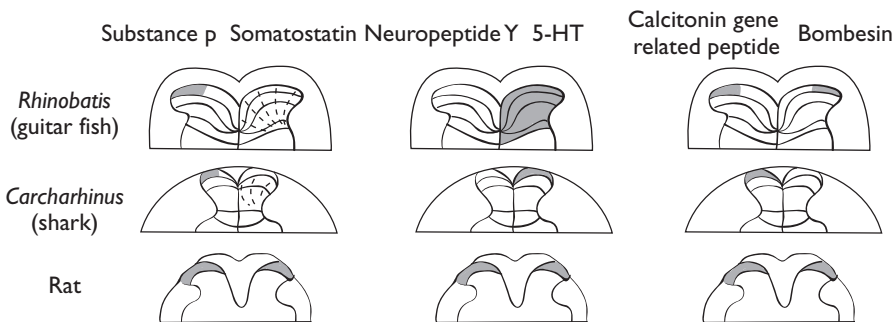 Substance p Somatostatin Neuropeptide Y 5-HT Calcitonin gene related peptide Bombesin
Rhinobatis
(guitar fish)
Carcharhinus
(shark)
Rat